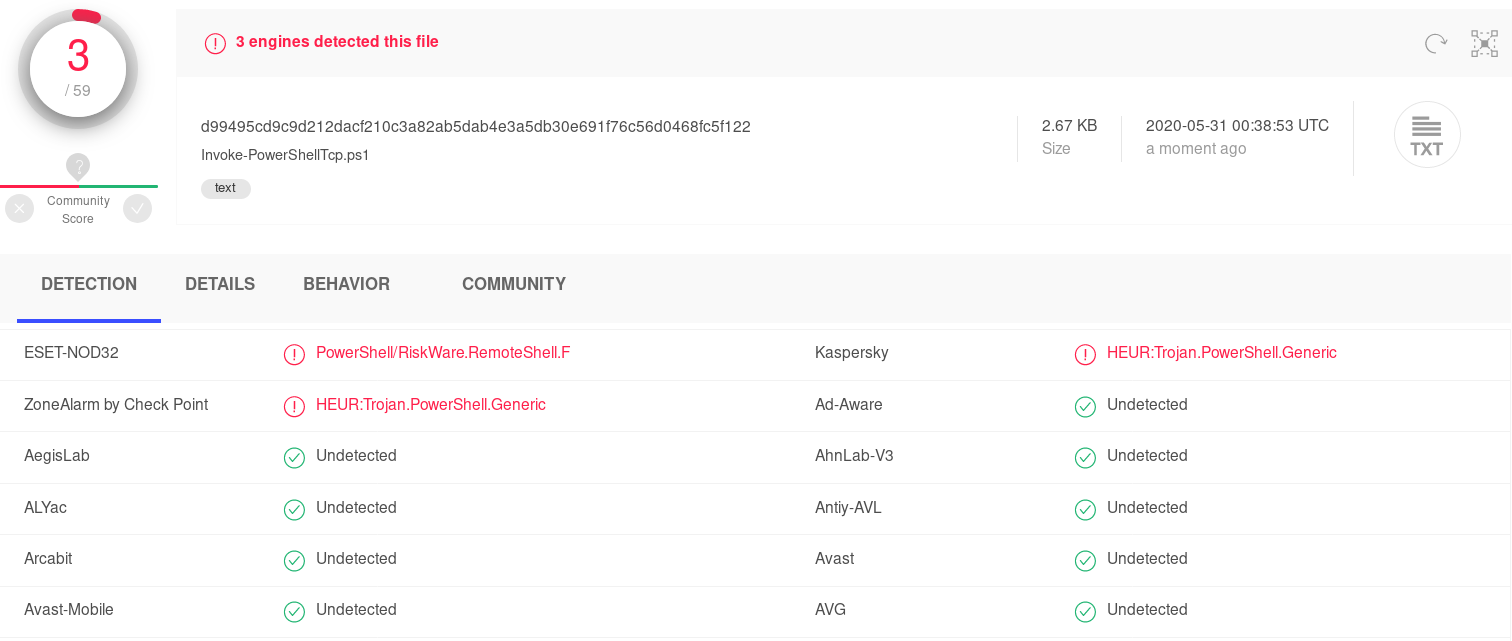 3
/ 59
?
Community
Score
3 engines detected this file
d99495cd9c9d212dacf210c3a82ab5dab4e3a5db30e691f76c56d0468fc5f122
Invoke-PowerShellTcp.ps1
text
2.67 KB
Size
2020-05-31 00:38:53 UTC
a moment ago
TXT
DETECTION DETAILS BEHAVIOR COMMUNITY
ESET-NOD32 PowerShell/RiskWare.RemoteShell.F Kaspersky HEUR:Trojan.PowerShell.Generic
ZoneAlarm by Check Point HEUR:Trojan.PowerShell.Generic Ad-Aware Undetected
AegisLab Undetected AhnLab-V3 Undetected
ALYac Undetected Antiy-AVL Undetected
Arcabit Undetected Avast Undetected
Avast-Mobile Undetected AVG Undetected